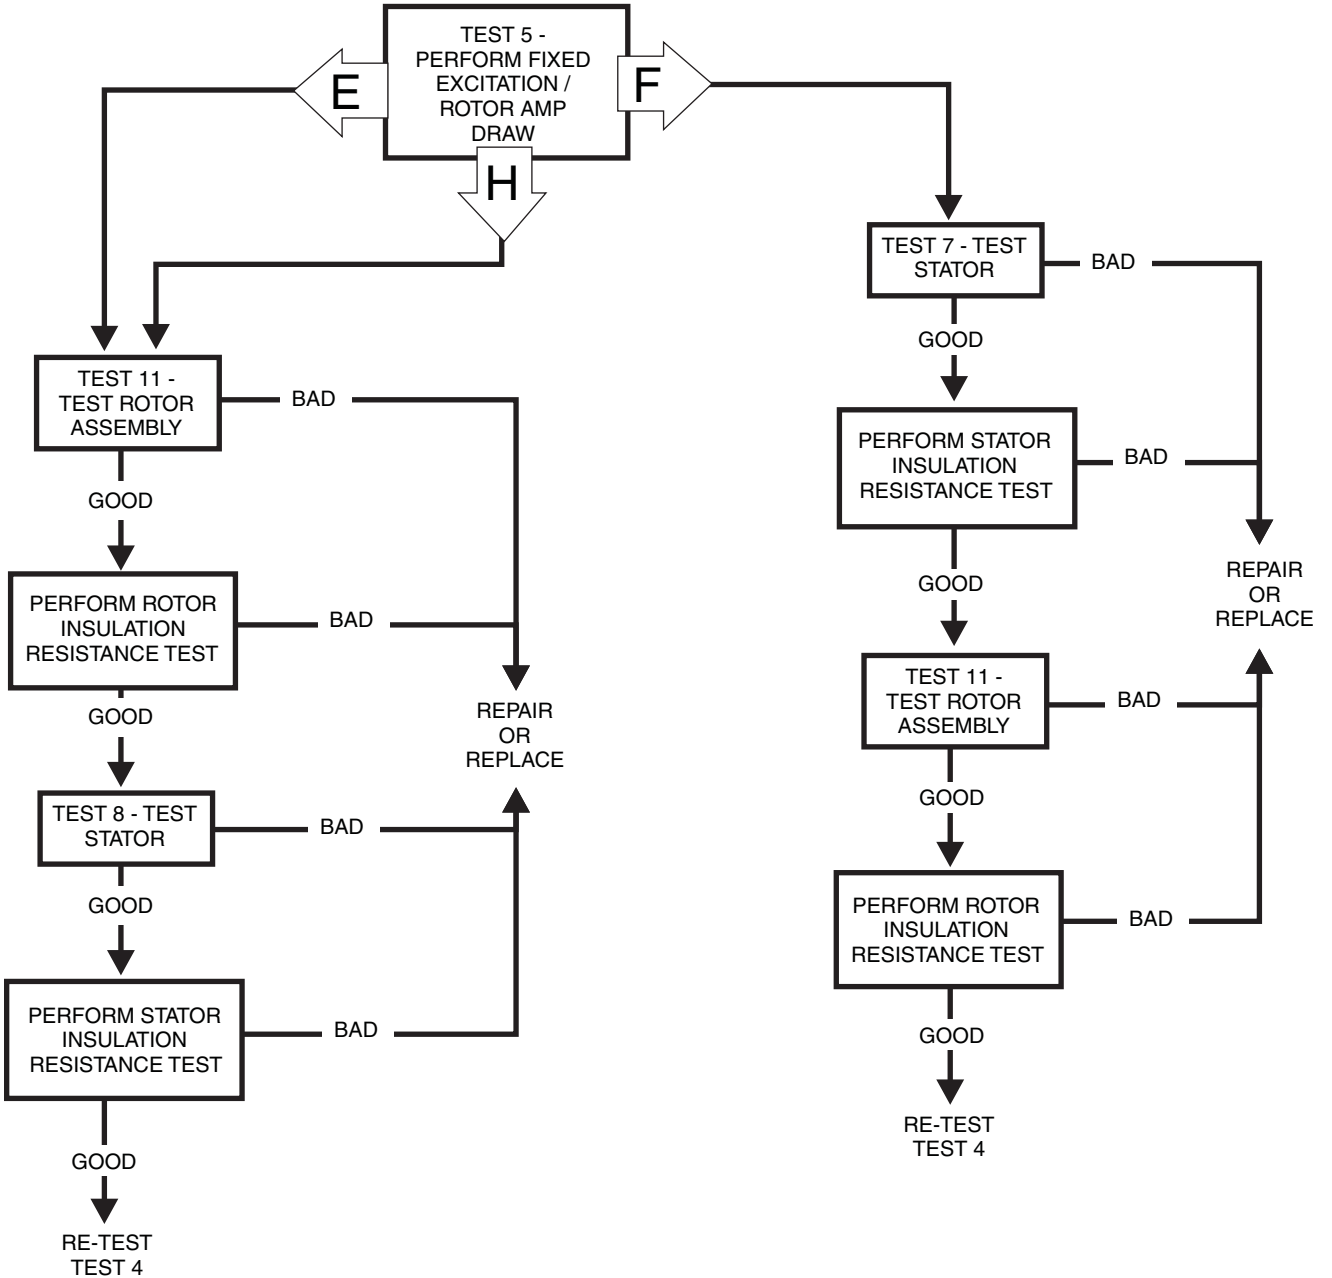 TEST 5 -
PERFORM FIXED
EXCITATION /
ROTOR AMP
DRAW
E
F
H
TEST 11 -
TEST ROTOR
ASSEMBLY
BAD
GOOD
PERFORM ROTOR
INSULATION
RESISTANCE TEST
BAD
GOOD
REPAIR
OR
REPLACE
TEST 8 - TEST
STATOR
BAD
GOOD
PERFORM STATOR
INSULATION
RESISTANCE TEST
BAD
GOOD
RE-TEST
TEST 4
TEST 7 - TEST
STATOR
BAD
GOOD
PERFORM STATOR
INSULATION
RESISTANCE TEST
BAD
GOOD
REPAIR
OR
REPLACE
TEST 11 -
TEST ROTOR
ASSEMBLY
BAD
GOOD
PERFORM ROTOR
INSULATION
RESISTANCE TEST
BAD
GOOD
RE-TEST
TEST 4